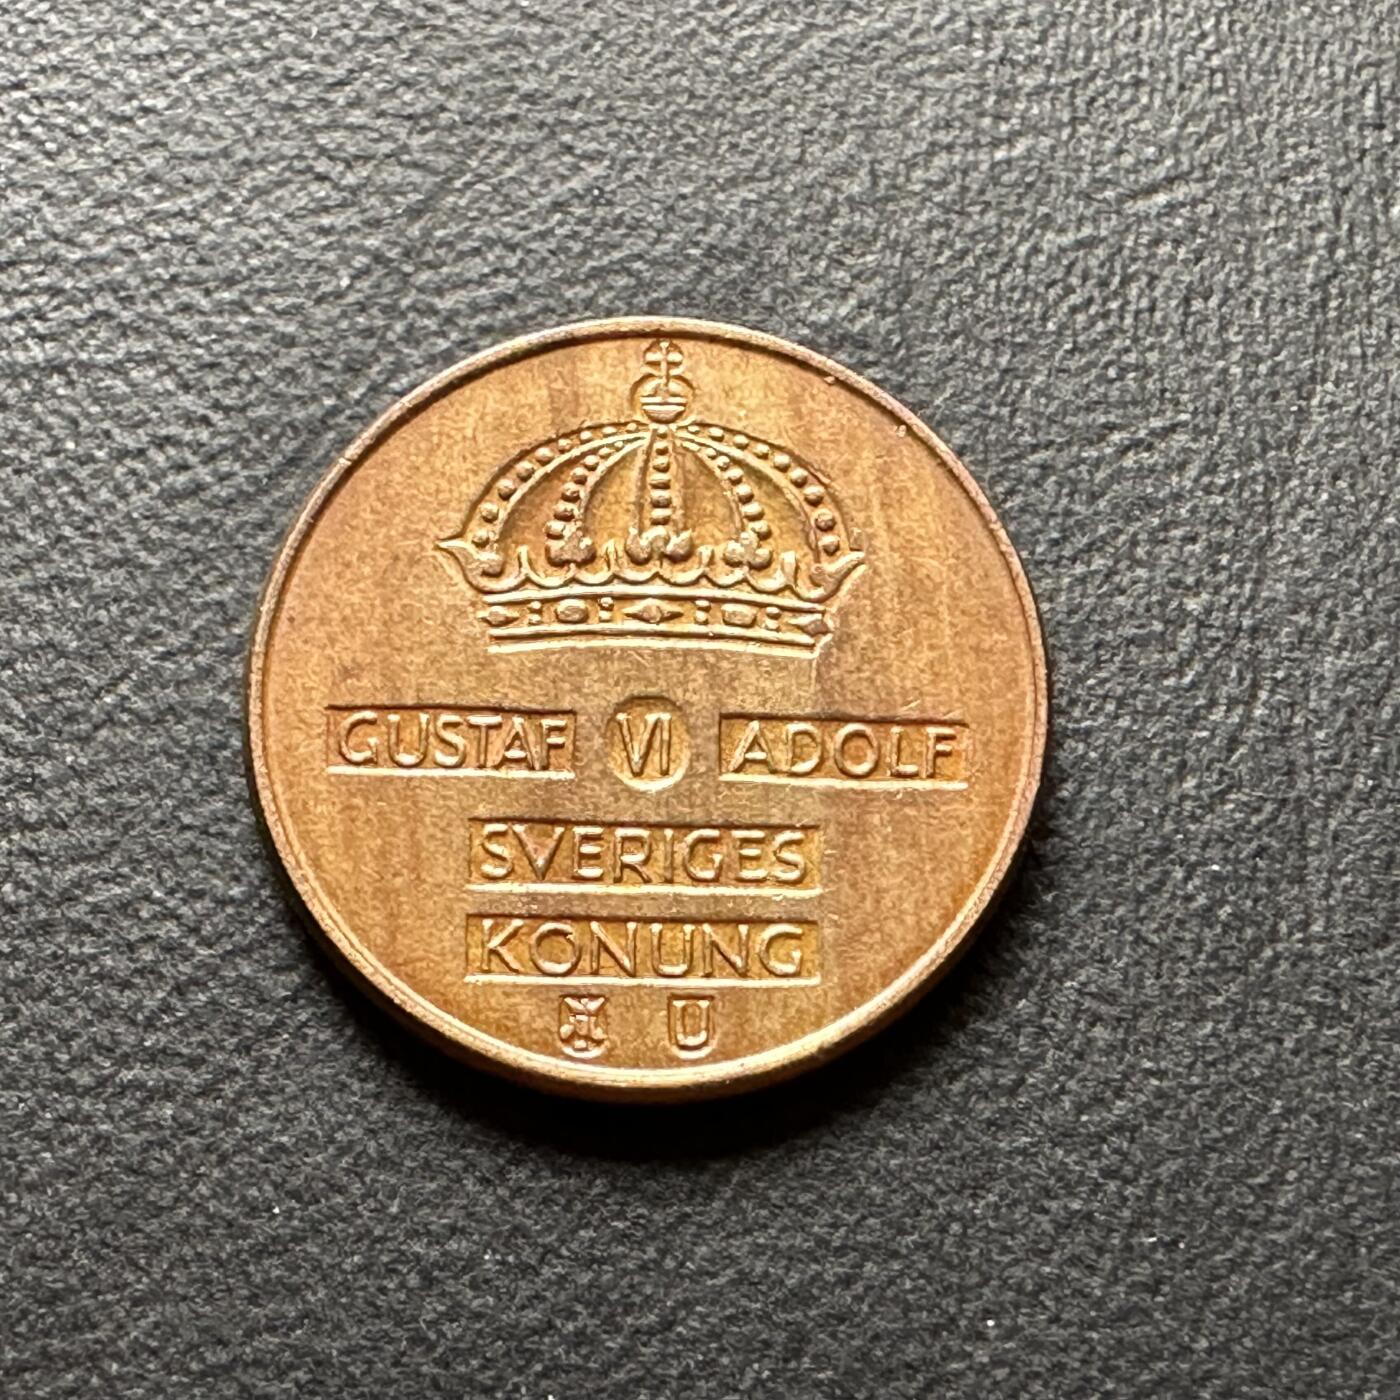 GUSTAF VI ADOLF
SVERIGES
KONUNG
U